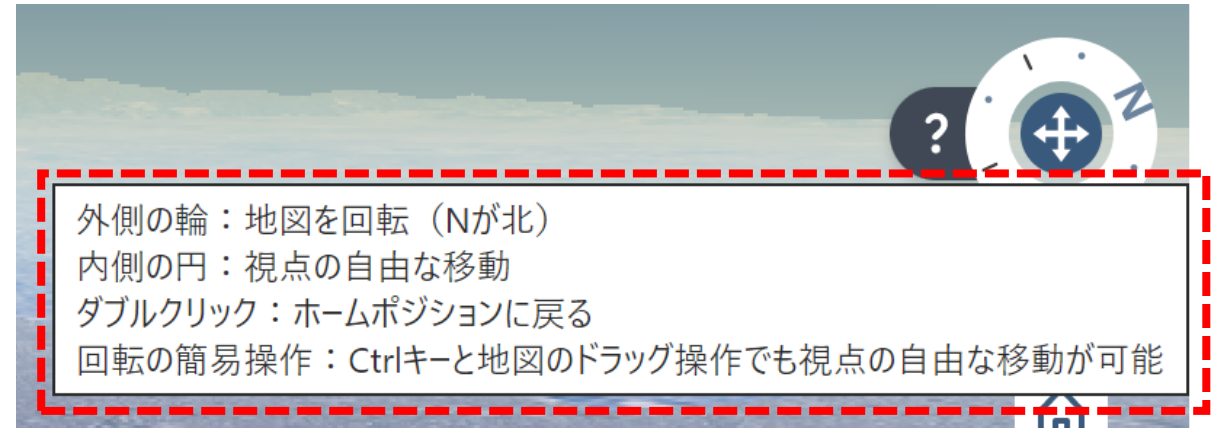 ?
N
外側の輪：地図を回転（Nが北）
内側の円：視点の自由な移動
ダブルクリック：ホームポジションに戻る
回転の簡易操作：Ctrlキーと地図のドラッグ操作でも視点の自由な移動が可能